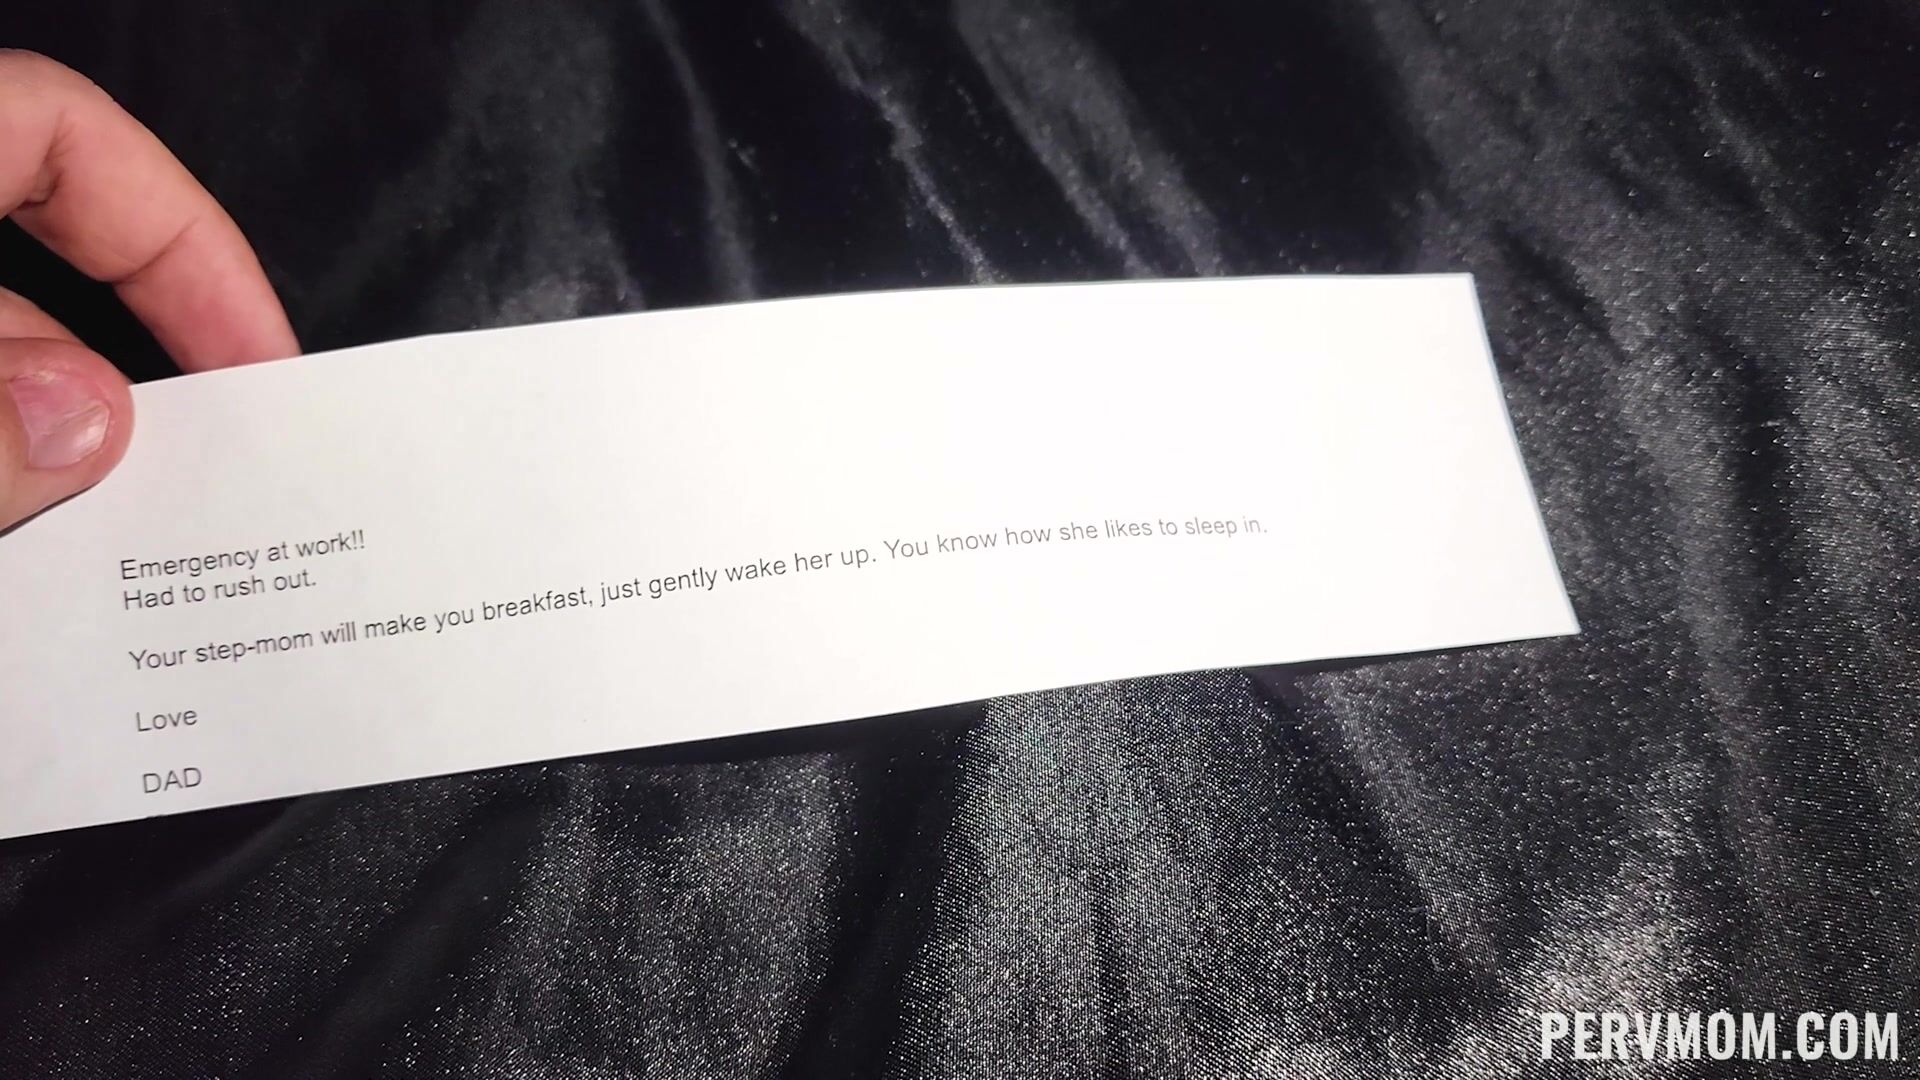 Emergency at work!!
Had to rush out.
Your step-mom will make you breakfast, just gently wake her up. You know how she likes to sleep in.
Love
DAD
PERVMOM.COM